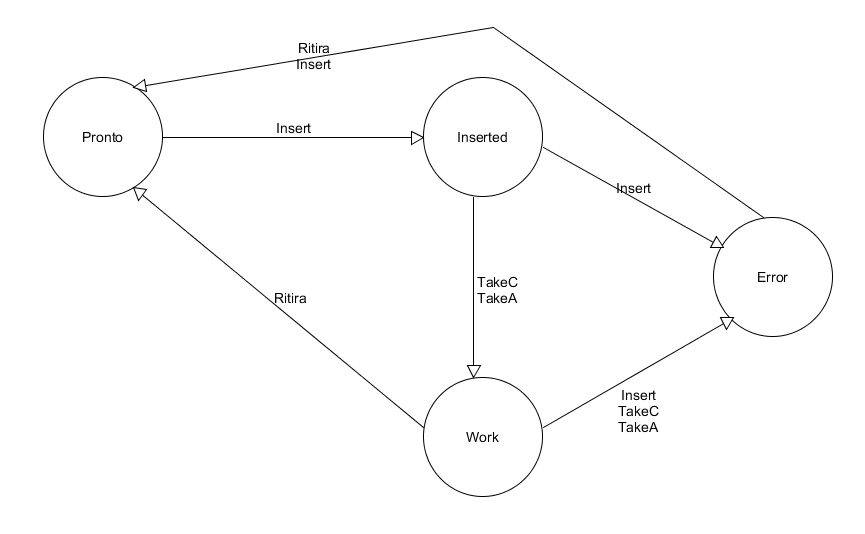 Ritira
Insert
Pronto
Insert
Inserted
Insert
Error
TakeC
TakeA
Ritira
Insert
TakeC
TakeA
Work